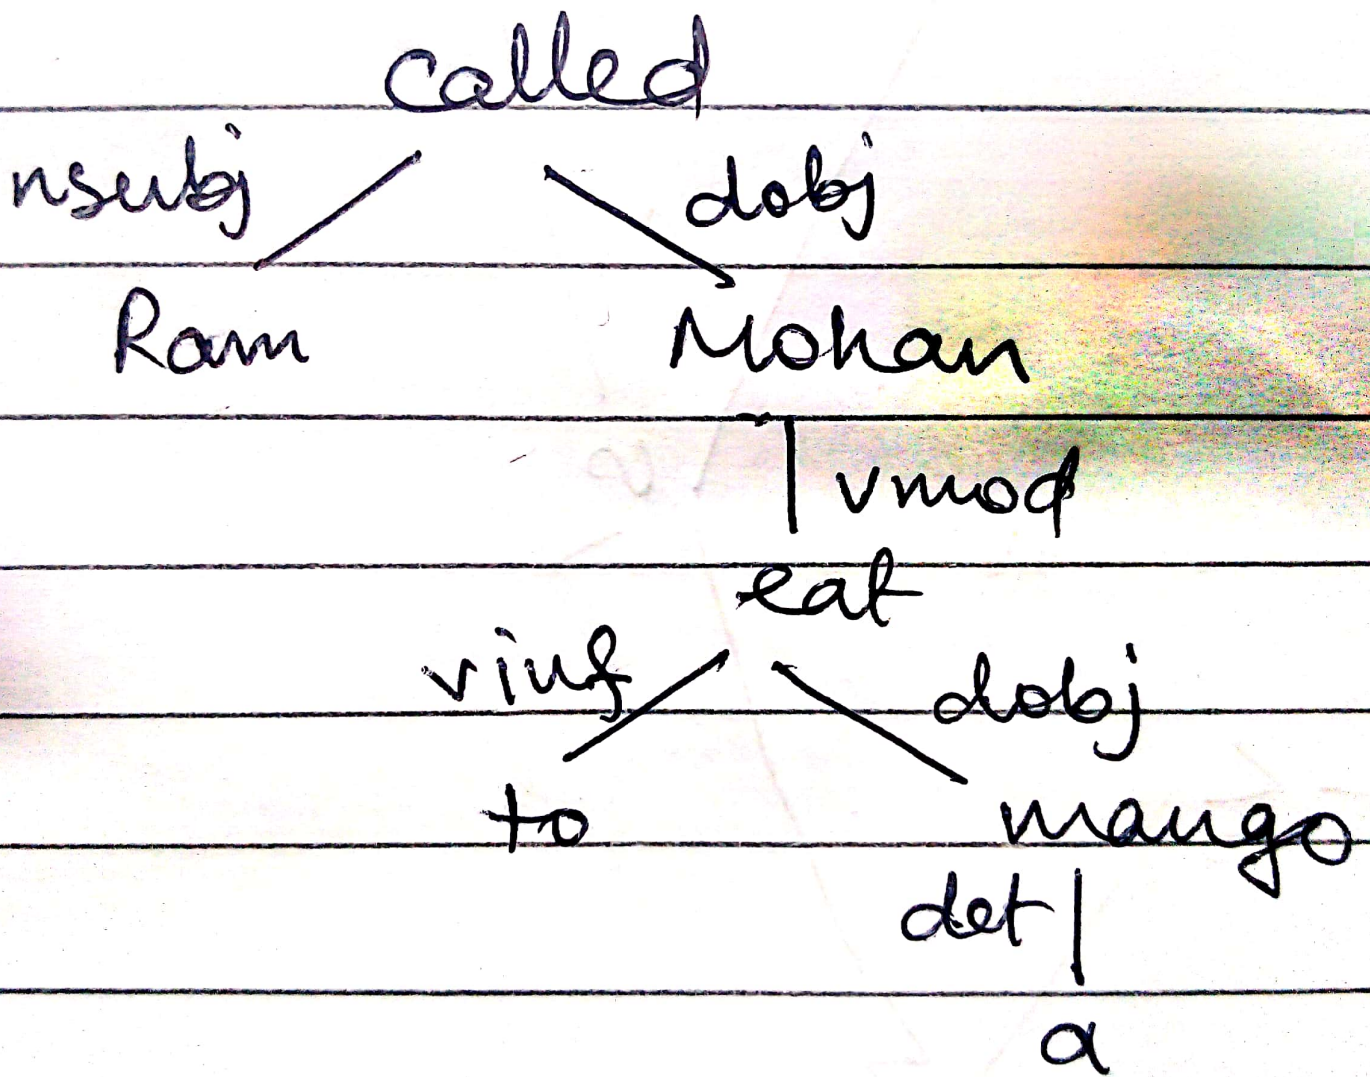 called
nsubj dobj
Ram Mohan
vmod
eat
vinf dobj
to mango
det
a